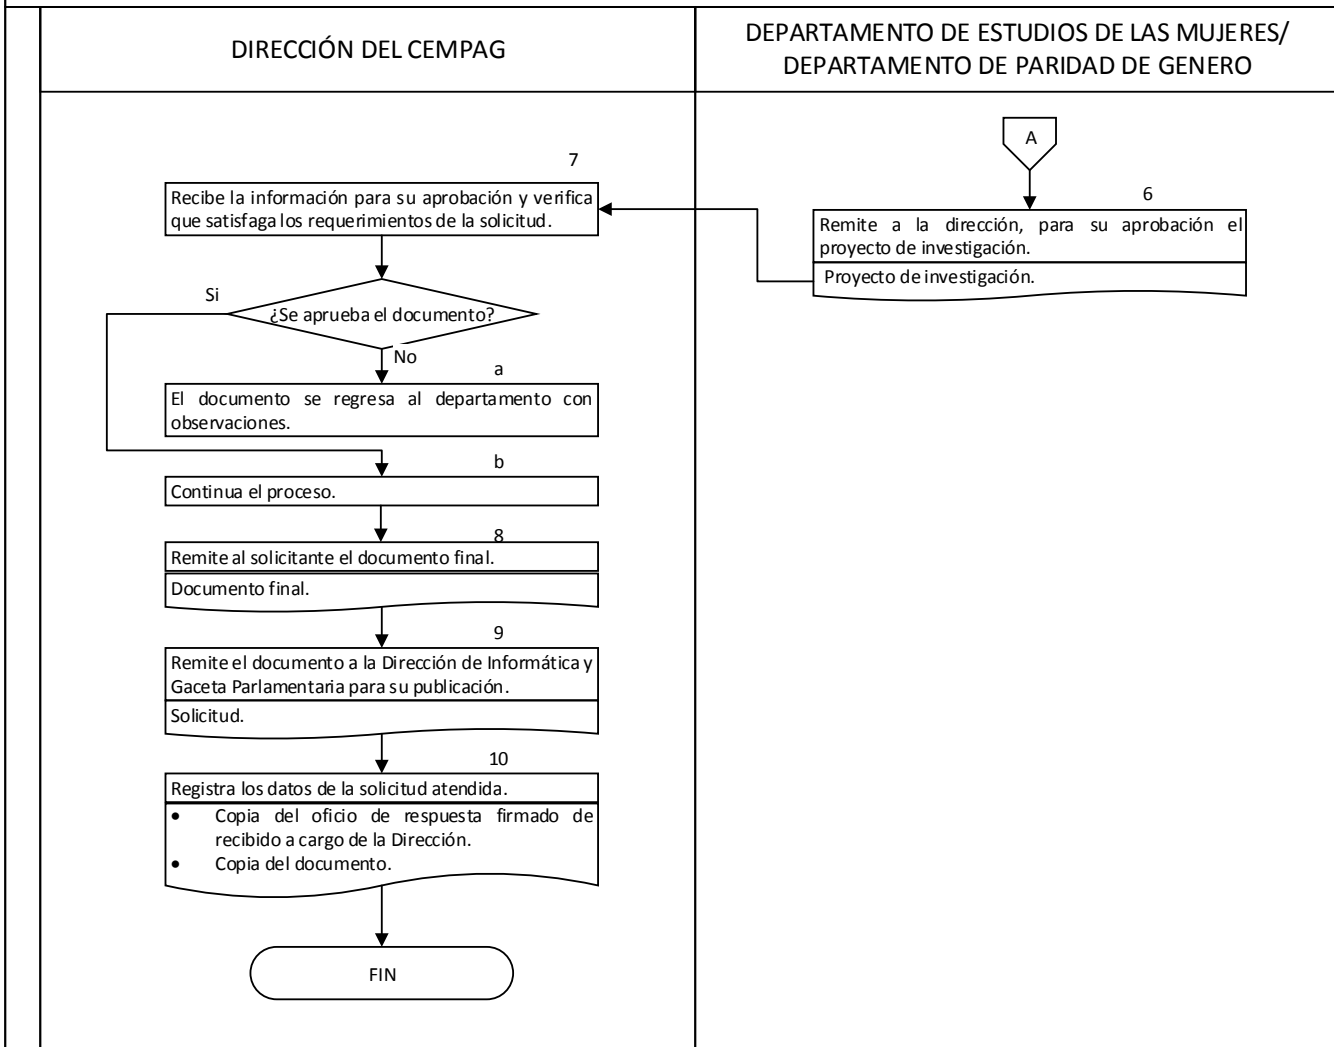 DIRECCIÓN DEL CEMPAG
DEPARTAMENTO DE ESTUDIOS DE LAS MUJERES/
DEPARTAMENTO DE PARIDAD DE GENERO
A
6
Remite a la dirección, para su aprobación el
proyecto de investigación.
Proyecto de investigación.
7
Recibe la información para su aprobación y verifica
que satisfaga los requerimientos de la solicitud.
Si
¿Se aprueba el documento?
No
a
El documento se regresa al departamento con
observaciones.
b
Continua el proceso.
8
Remite al solicitante el documento final.
Documento final.
9
Remite el documento a la Dirección de Informática y
Gaceta Parlamentaria para su publicación.
Solicitud.
10
Registra los datos de la solicitud atendida.
• Copia del oficio de respuesta firmado de
recibido a cargo de la Dirección.
• Copia del documento.
FIN